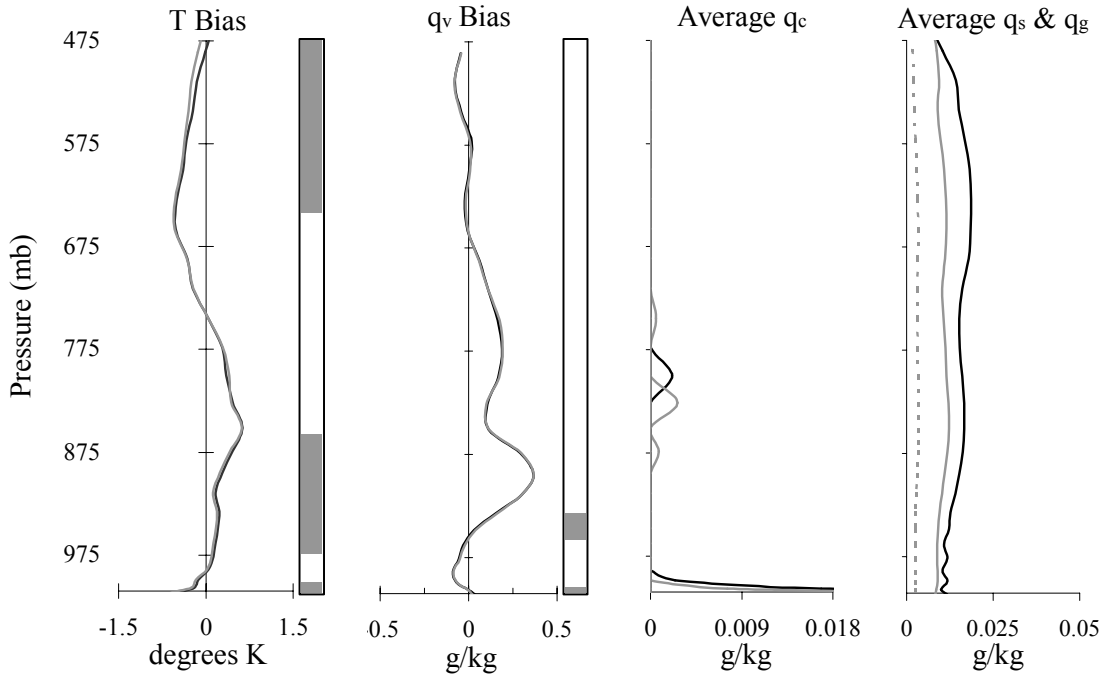 T Bias
qv Bias
Average qc
Average qs & qg
Pressure (mb)
475
575
675
775
875
975
-1.5 0 1.5
degrees K
-0.5 0 0.5
g/kg
0 0.009 0.018
g/kg
0 0.025 0.05
g/kg